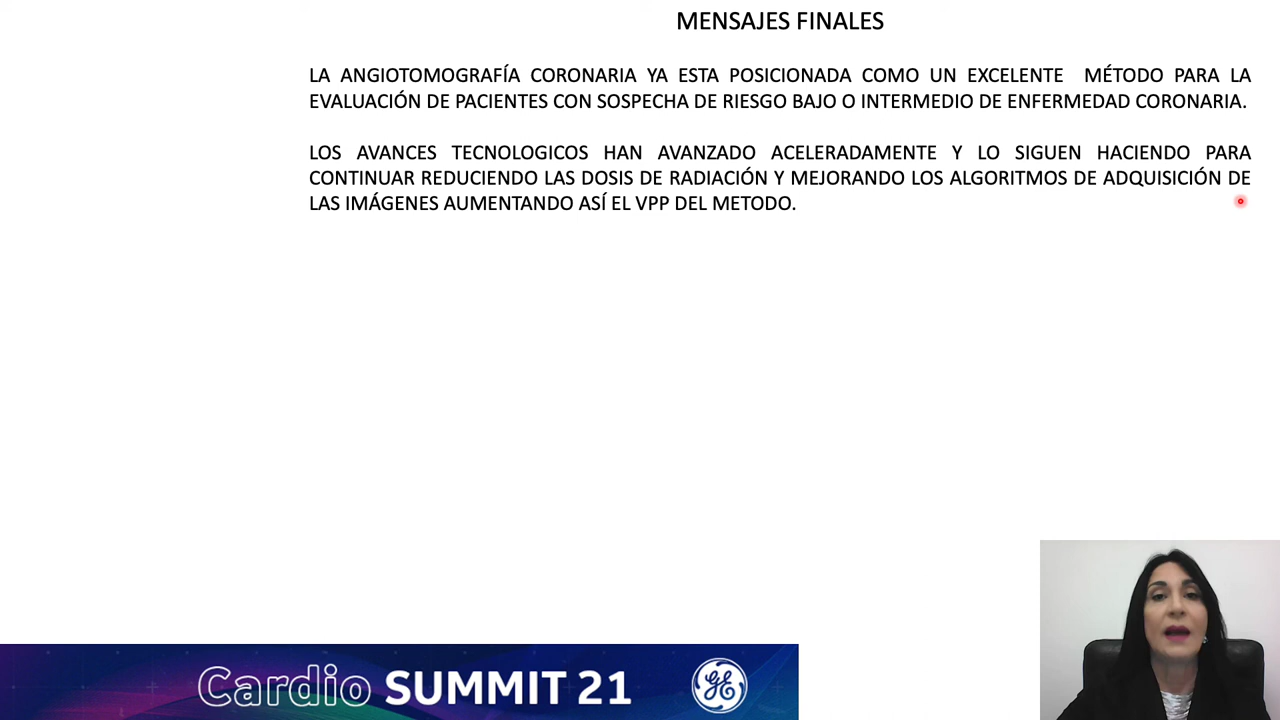 MENSAJES FINALES
LA ANGIOTOMOGRAFÍA CORONARIA YA ESTA POSICIONADA COMO UN EXCELENTE MÉTODO PARA LA
EVALUACIÓN DE PACIENTES CON SOSPECHA DE RIESGO BAJO O INTERMEDIO DE ENFERMEDAD CORONARIA.
LOS AVANCES TECNOLOGICOS HAN AVANZADO ACELERADAMENTE Y LO SIGUEN HACIENDO PARA
CONTINUAR REDUCIENDO LAS DOSIS DE RADIACIÓN Y MEJORANDO LOS ALGORITMOS DE ADQUISICIÓN DE
LAS IMÁGENES AUMENTANDO ASÍ EL VPP DEL METODO.
Cardio SUMMIT 21 GE